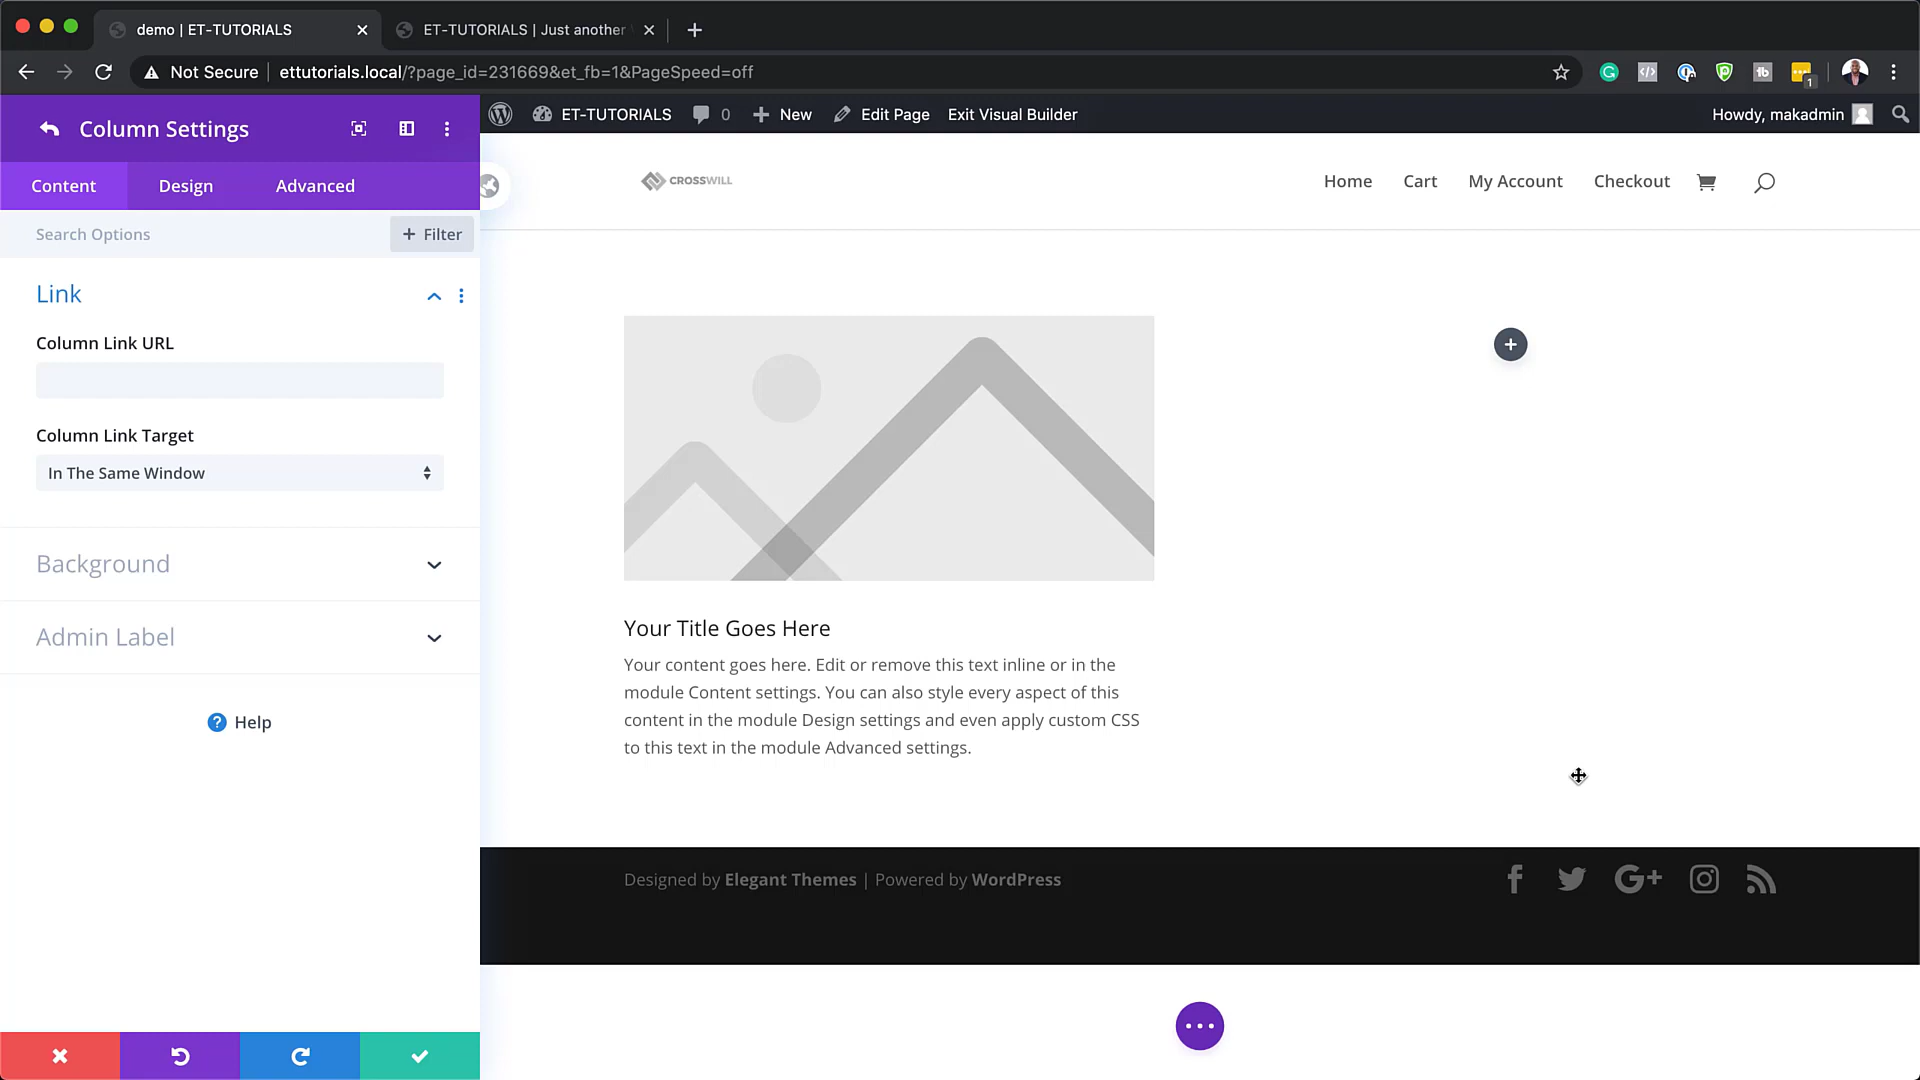 demo | ET-TUTORIALS
ET-TUTORIALS | Just another
Not Secure
ettutorials.local/?page_id=231669&et_fb=1&PageSpeed=off
1
Column Settings
ET-TUTORIALS
0
New
Edit Page
Exit Visual Builder
Howdy, makadmin
Content
Design
Advanced
CROSSWILL
Home
Cart
My Account
Checkout
Search Options
+ Filter
Link
Column Link URL
Column Link Target
In The Same Window
Background
Admin Label
Help
Your Title Goes Here
Your content goes here. Edit or remove this text inline or in the
module Content settings. You can also style every aspect of this
content in the module Design settings and even apply custom CSS
to this text in the module Advanced settings.
Designed by Elegant Themes | Powered by WordPress